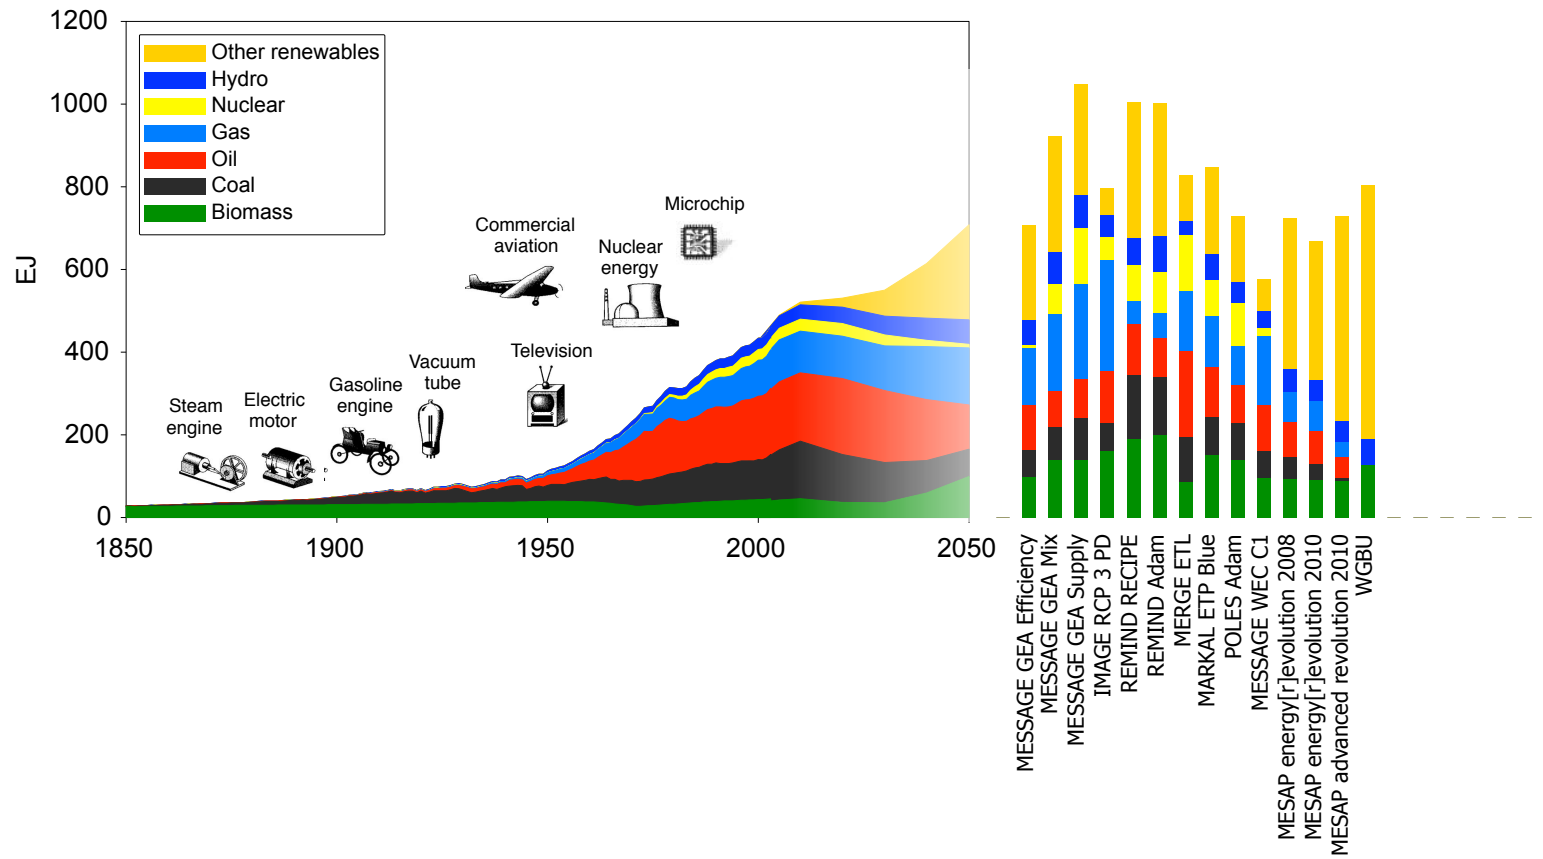 1200
1000
800
600
400
200
0
EJ
Other renewables
Hydro
Nuclear
Gas
Oil
Coal
Biomass
Steam
engine
Electric
motor
Gasoline
engine
Vacuum
tube
Television
Commercial
aviation
Nuclear
energy
Microchip
1850
1900
1950
2000
2050
MESSAGE GEA Efficiency
MESSAGE GEA Mix
MESSAGE GEA Supply
IMAGE RCP 3 PD
REMIND RECIPE
REMIND Adam
MERGE ETL
MARKAL ETP Blue
POLES Adam
MESSAGE WEC C1
MESAP energy[r]evolution 2008
MESAP energy[r]evolution 2010
MESAP advanced revolution 2010
WGBU